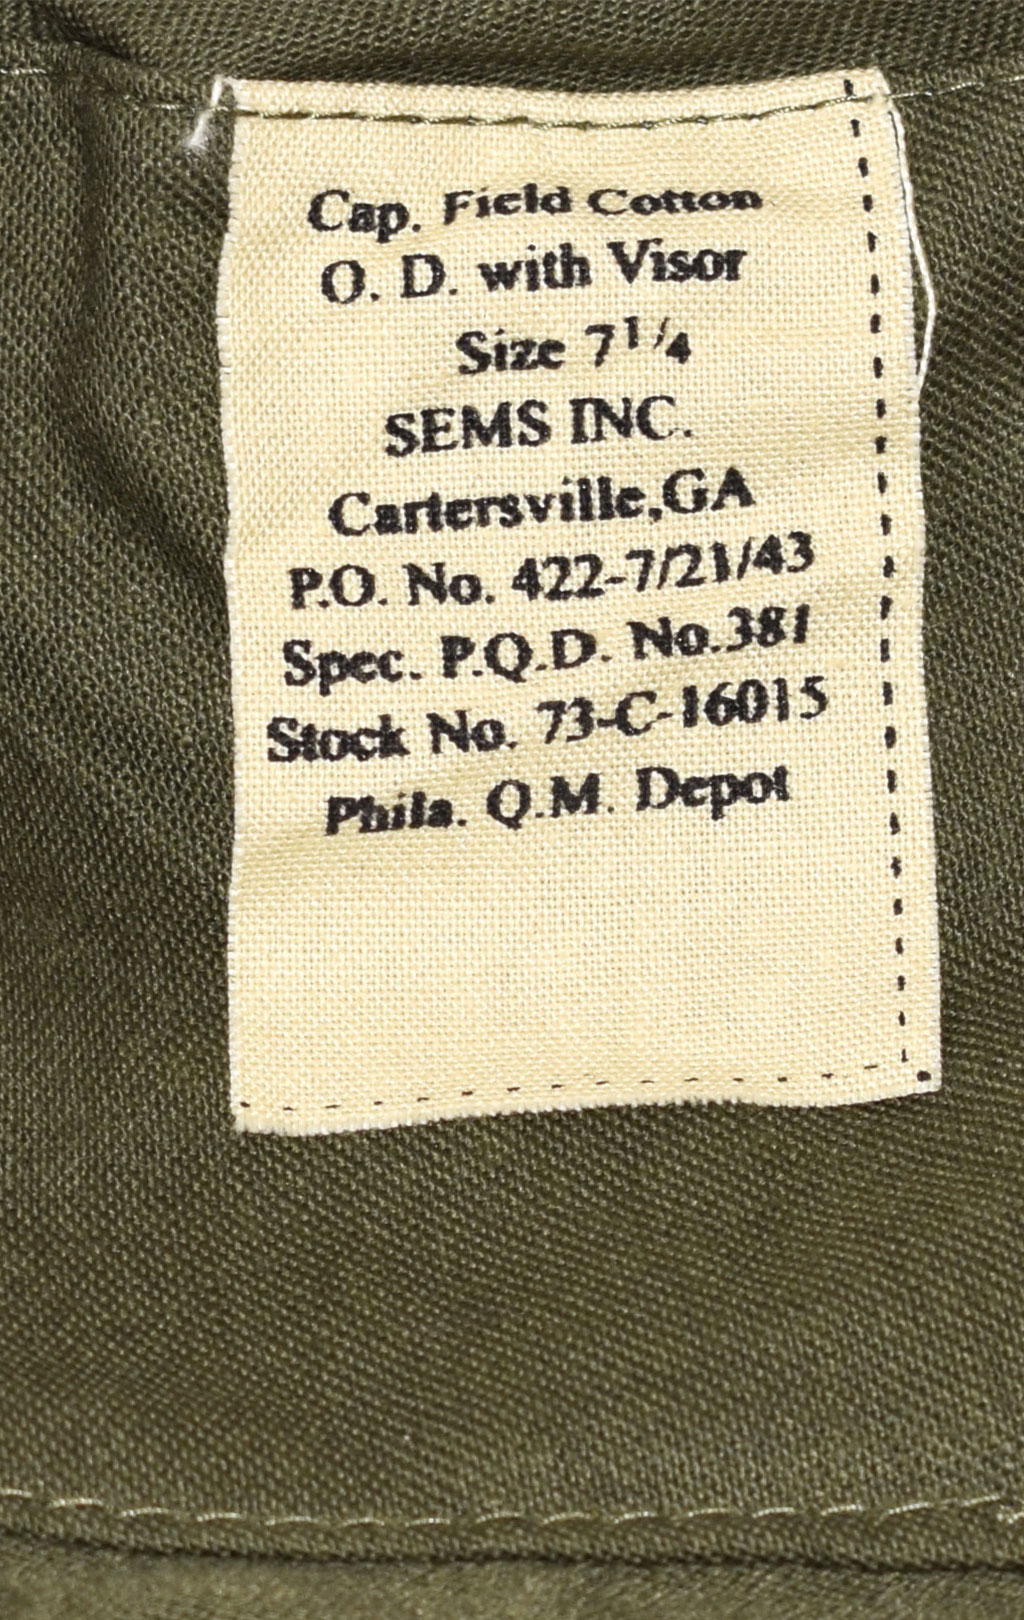 Cap. Field Cotton
O. D. with Visor
Size 7 1/4
SEMS INC.
Cartersville,GA
P.O. No. 422-7/21/43
Spec. P.Q.D. No.381
Stock No. 73-C-16015
Phila. Q.M. Depot